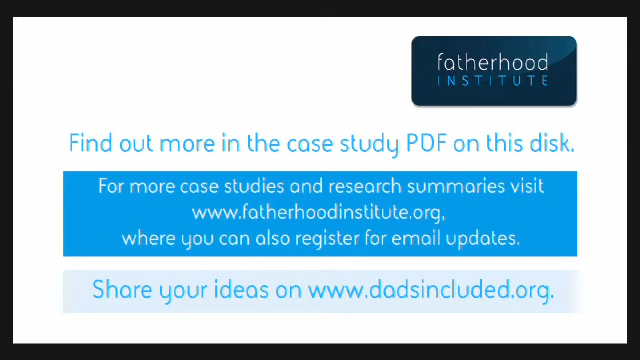 fatherhood
INSTITUTE
Find out more in the case study PDF on this disk.
For more case studies and research summaries visit
www.fatherhoodinstitute.org,
where you can also register for email updates.
Share your ideas on www.dadsincluded.org.